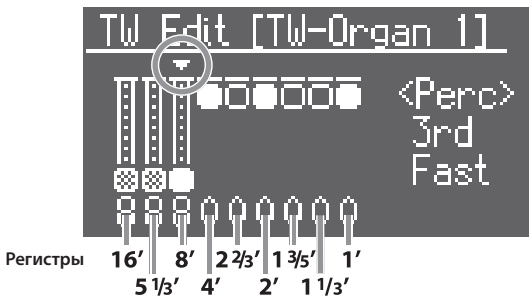 TW Edit [TW-Organ 1]
<Perc>
3rd
Fast
Регистры 16′ 8′ 2 2/3′ 1 3/5′ 1′
5 1/3′ 4′ 2′ 1 1/3′